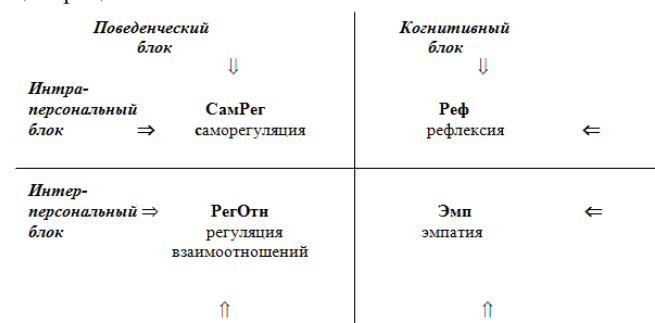 Поведенческий
блок
⇓
Когнитивный
блок
⇓
Интра-
персональный
блок ⇒
СамРег
саморегуляция
Реф
рефлексия ⇐
Интер-
персональный ⇒
блок
РегОтн
регуляция
взаимоотношений
Эмп ⇐
эмпатия
⇑ ⇑